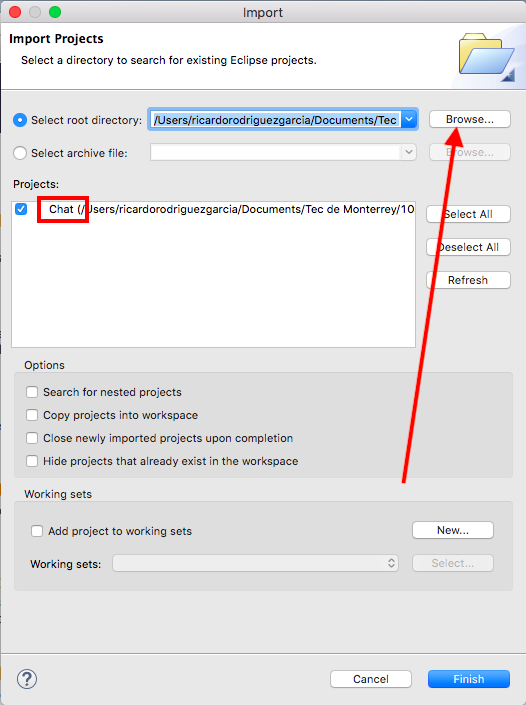 Import
Import Projects
Select a directory to search for existing Eclipse projects.
Select root directory: /Users/ricardorodriguezgarcia/Documents/Tec Browse...
Select archive file: Browse...
Projects:
Chat (/Users/ricardorodriguezgarcia/Documents/Tec de Monterrey/10
Select All
Deselect All
Refresh
Options
Search for nested projects
Copy projects into workspace
Close newly imported projects upon completion
Hide projects that already exist in the workspace
Working sets
Add project to working sets New...
Working sets: Select...
? Cancel Finish